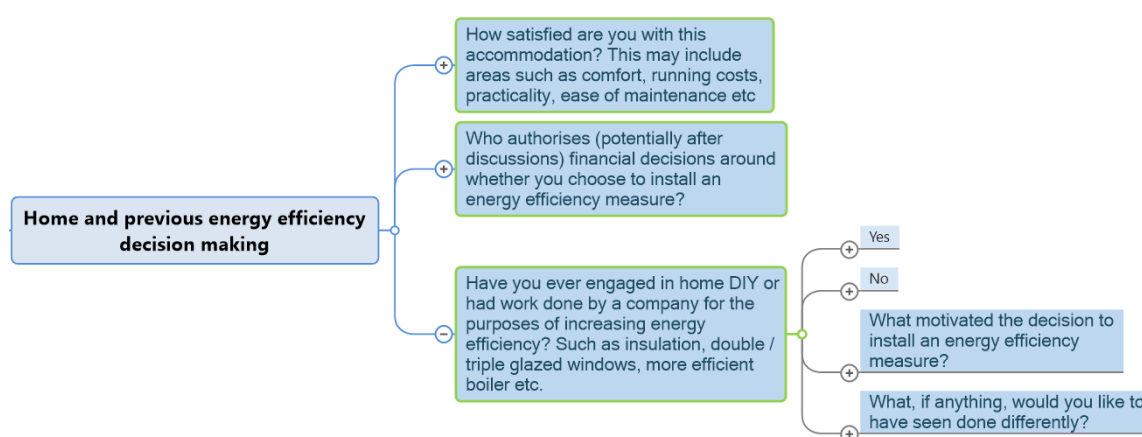 How satisfied are you with this
accommodation? This may include
areas such as comfort, running costs,
practicality, ease of maintenance etc
Who authorises (potentially after
discussions) financial decisions around
whether you choose to install an
energy efficiency measure?
Home and previous energy efficiency
decision making
Have you ever engaged in home DIY or
had work done by a company for the
purposes of increasing energy
efficiency? Such as insulation, double /
triple glazed windows, more efficient
boiler etc.
Yes
No
What motivated the decision to
install an energy efficiency
measure?
What, if anything, would you like to
have seen done differently?